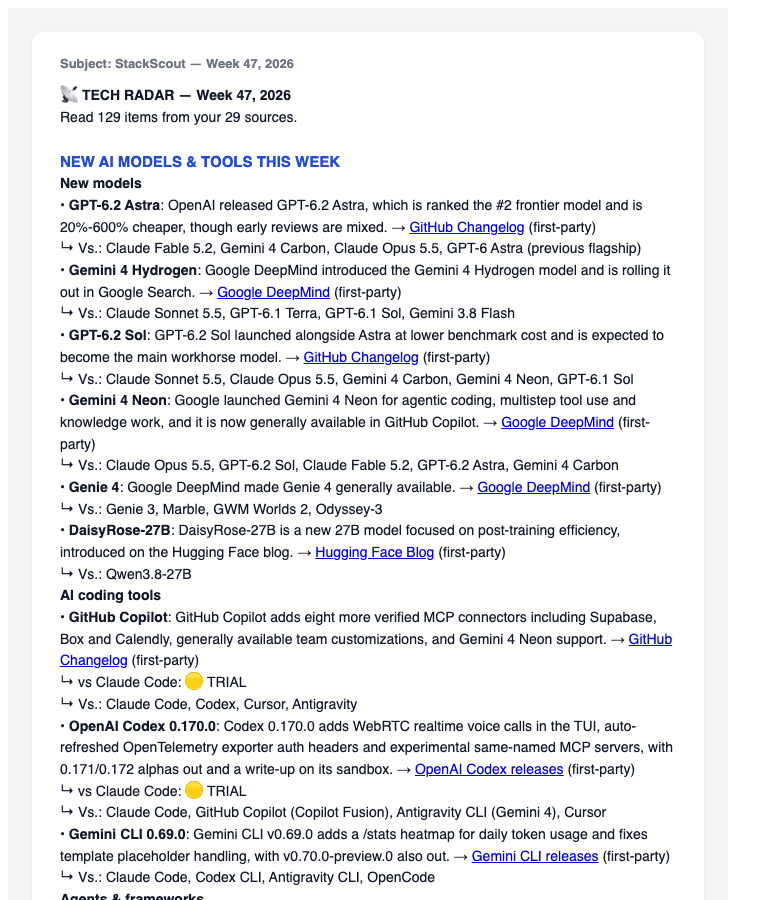 Subject: StackScout — Week 47, 2026
📡 TECH RADAR — Week 47, 2026
Read 129 items from your 29 sources.
NEW AI MODELS & TOOLS THIS WEEK
New models
• GPT-6.2 Astra: OpenAI released GPT-6.2 Astra, which is ranked the #2 frontier model and is
20%-600% cheaper, though early reviews are mixed. → GitHub Changelog (first-party)
↳ Vs.: Claude Fable 5.2, Gemini 4 Carbon, Claude Opus 5.5, GPT-6 Astra (previous flagship)
• Gemini 4 Hydrogen: Google DeepMind introduced the Gemini 4 Hydrogen model and is rolling it
out in Google Search. → Google DeepMind (first-party)
↳ Vs.: Claude Sonnet 5.5, GPT-6.1 Terra, GPT-6.1 Sol, Gemini 3.8 Flash
• GPT-6.2 Sol: GPT-6.2 Sol launched alongside Astra at lower benchmark cost and is expected to
become the main workhorse model. → GitHub Changelog (first-party)
↳ Vs.: Claude Sonnet 5.5, Claude Opus 5.5, Gemini 4 Carbon, Gemini 4 Neon, GPT-6.1 Sol
• Gemini 4 Neon: Google launched Gemini 4 Neon for agentic coding, multistep tool use and
knowledge work, and it is now generally available in GitHub Copilot. → Google DeepMind (first-
party)
↳ Vs.: Claude Opus 5.5, GPT-6.2 Sol, Claude Fable 5.2, GPT-6.2 Astra, Gemini 4 Carbon
• Genie 4: Google DeepMind made Genie 4 generally available. → Google DeepMind (first-party)
↳ Vs.: Genie 3, Marble, GWM Worlds 2, Odyssey-3
• DaisyRose-27B: DaisyRose-27B is a new 27B model focused on post-training efficiency,
introduced on the Hugging Face blog. → Hugging Face Blog (first-party)
↳ Vs.: Qwen3.8-27B
AI coding tools
• GitHub Copilot: GitHub Copilot adds eight more verified MCP connectors including Supabase,
Box and Calendly, generally available team customizations, and Gemini 4 Neon support. → GitHub
Changelog (first-party)
↳ vs Claude Code: 🟡 TRIAL
↳ Vs.: Claude Code, Codex, Cursor, Antigravity
• OpenAI Codex 0.170.0: Codex 0.170.0 adds WebRTC realtime voice calls in the TUI, auto-
refreshed OpenTelemetry exporter auth headers and experimental same-named MCP servers, with
0.171/0.172 alphas out and a write-up on its sandbox. → OpenAI Codex releases (first-party)
↳ vs Claude Code: 🟡 TRIAL
↳ Vs.: Claude Code, GitHub Copilot (Copilot Fusion), Antigravity CLI (Gemini 4), Cursor
• Gemini CLI 0.69.0: Gemini CLI v0.69.0 adds a /stats heatmap for daily token usage and fixes
template placeholder handling, with v0.70.0-preview.0 also out. → Gemini CLI releases (first-party)
↳ Vs.: Claude Code, Codex CLI, Antigravity CLI, OpenCode
Agents & frameworks